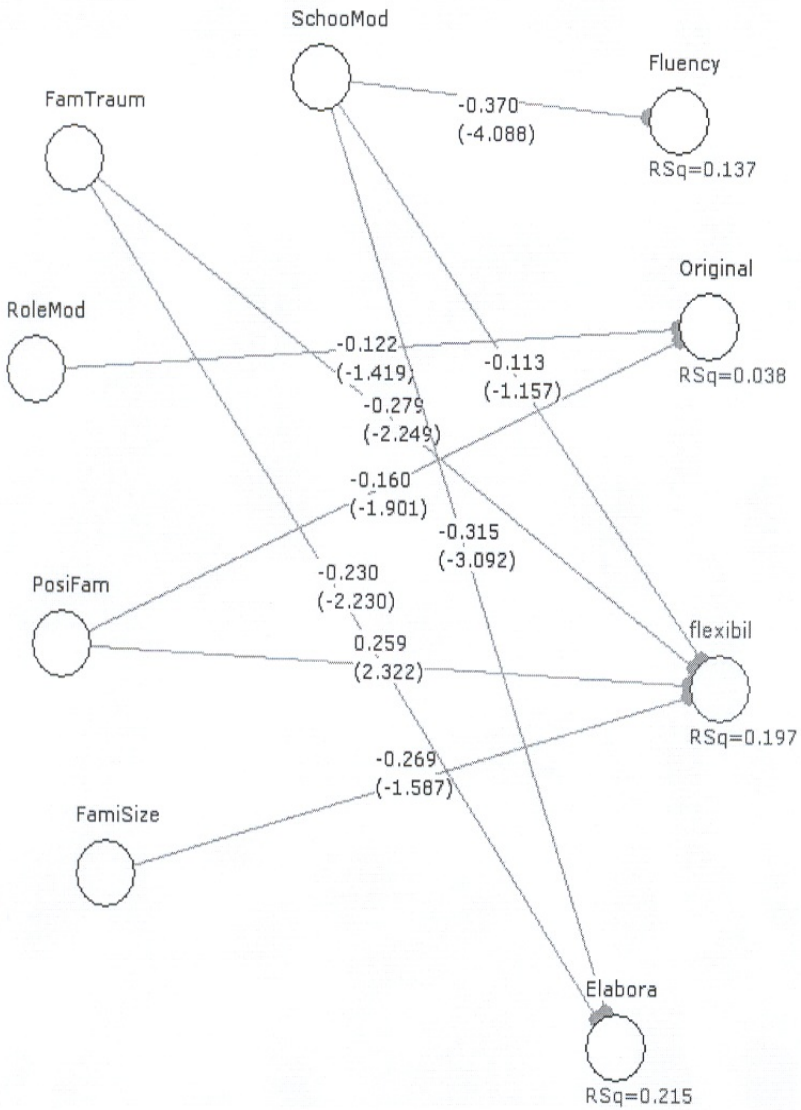 SchooMod
Fluency
FamTraum
-0.370
(-4.088)
RSq=0.137
Original
RoleMod
-0.122
(-1.419)
-0.113
(-1.157)
RSq=0.038
-0.279
(-2.249)
-0.160
(-1.901)
-0.315
(-3.092)
-0.230
(-2.230)
PosiFam
flexibil
0.259
(2.322)
RSq=0.197
-0.269
(-1.587)
FamiSize
Elabora
RSq=0.215